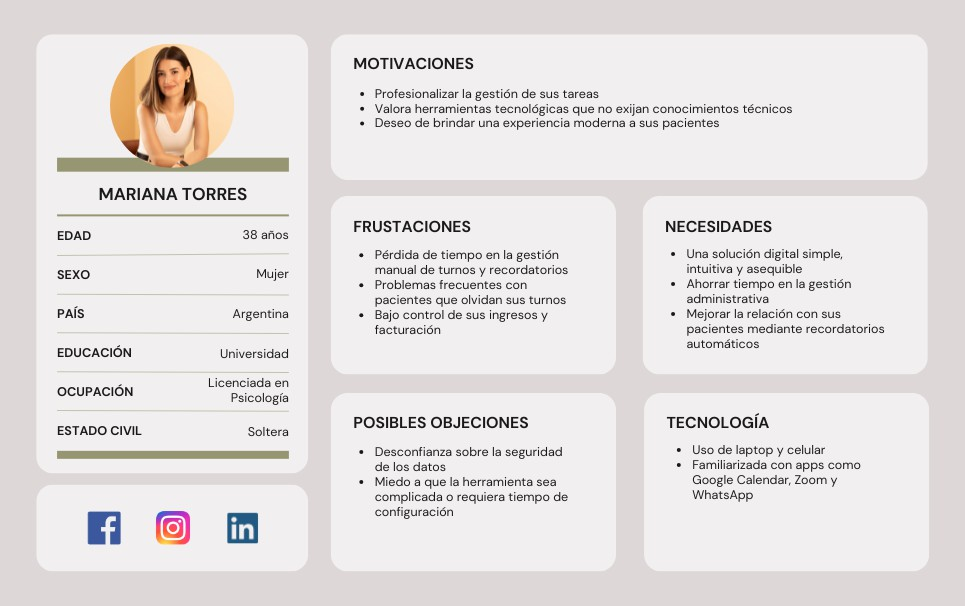 MARIANA TORRES
EDAD 38 años
SEXO Mujer
PAÍS Argentina
EDUCACIÓN Universidad
OCUPACIÓN Licenciada en
Psicología
ESTADO CIVIL Soltera
MOTIVACIONES
• Profesionalizar la gestión de sus tareas
• Valora herramientas tecnológicas que no exijan conocimientos técnicos
• Deseo de brindar una experiencia moderna a sus pacientes
FRUSTACIONES
• Pérdida de tiempo en la gestión
manual de turnos y recordatorios
• Problemas frecuentes con
pacientes que olvidan sus turnos
• Bajo control de sus ingresos y
facturación
NECESIDADES
• Una solución digital simple,
intuitiva y asequible
• Ahorrar tiempo en la gestión
administrativa
• Mejorar la relación con sus
pacientes mediante recordatorios
automáticos
POSIBLES OBJECIONES
• Desconfianza sobre la seguridad
de los datos
• Miedo a que la herramienta sea
complicada o requiera tiempo de
configuración
TECNOLOGÍA
• Uso de laptop y celular
• Familiarizada con apps como
Google Calendar, Zoom y
WhatsApp